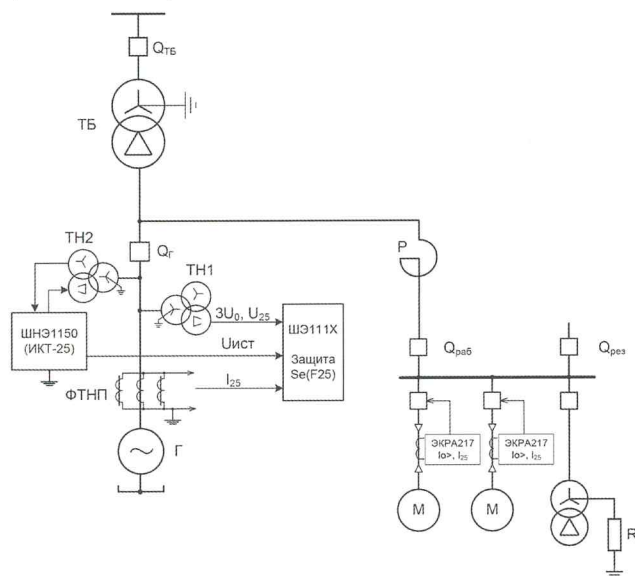 QТБ
ТБ
ТН2
QГ
ТН1
Р
3U₀, U₂₅
ШНЭ1150
(ИКТ-25)
Uист
ШЭ111Х
Защита
Se(F25)
Qраб
Qрез
ФТНП
I₂₅
ЭКРА217
Io>, I₂₅
ЭКРА217
Io>, I₂₅
Г
М
М
R